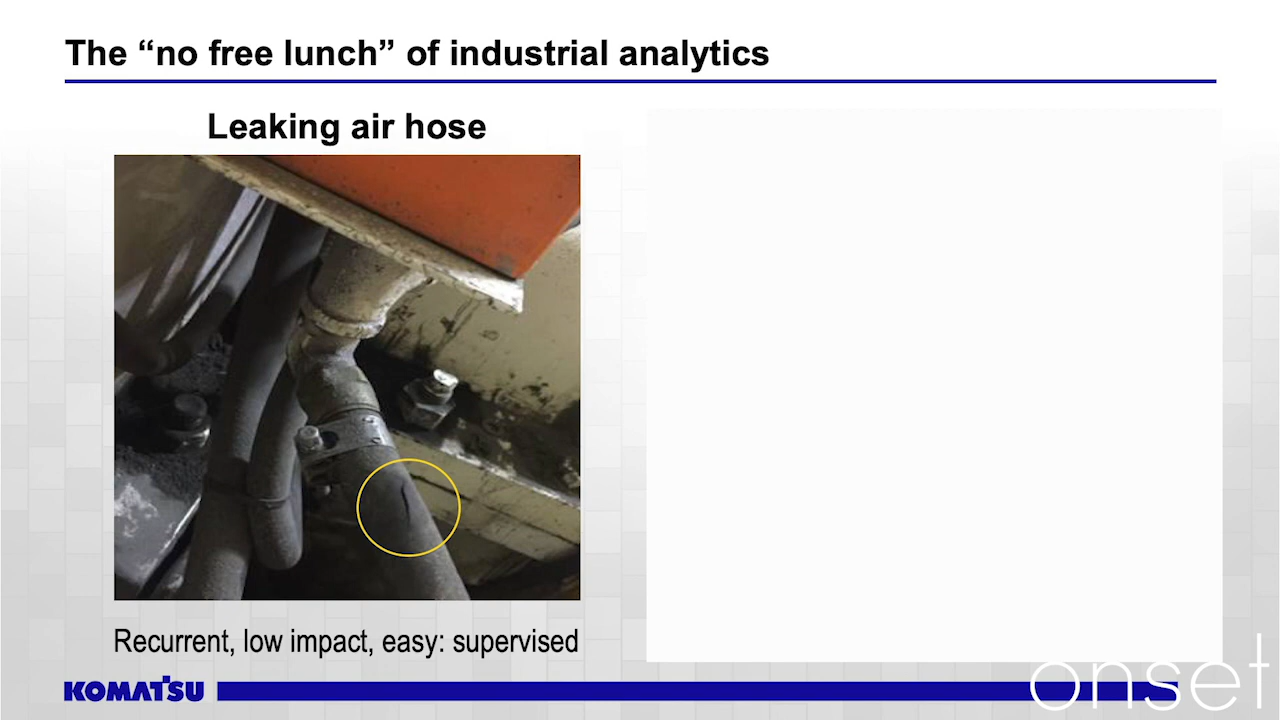 The “no free lunch” of industrial analytics
Leaking air hose
Recurrent, low impact, easy: supervised
KOMATSU
onset